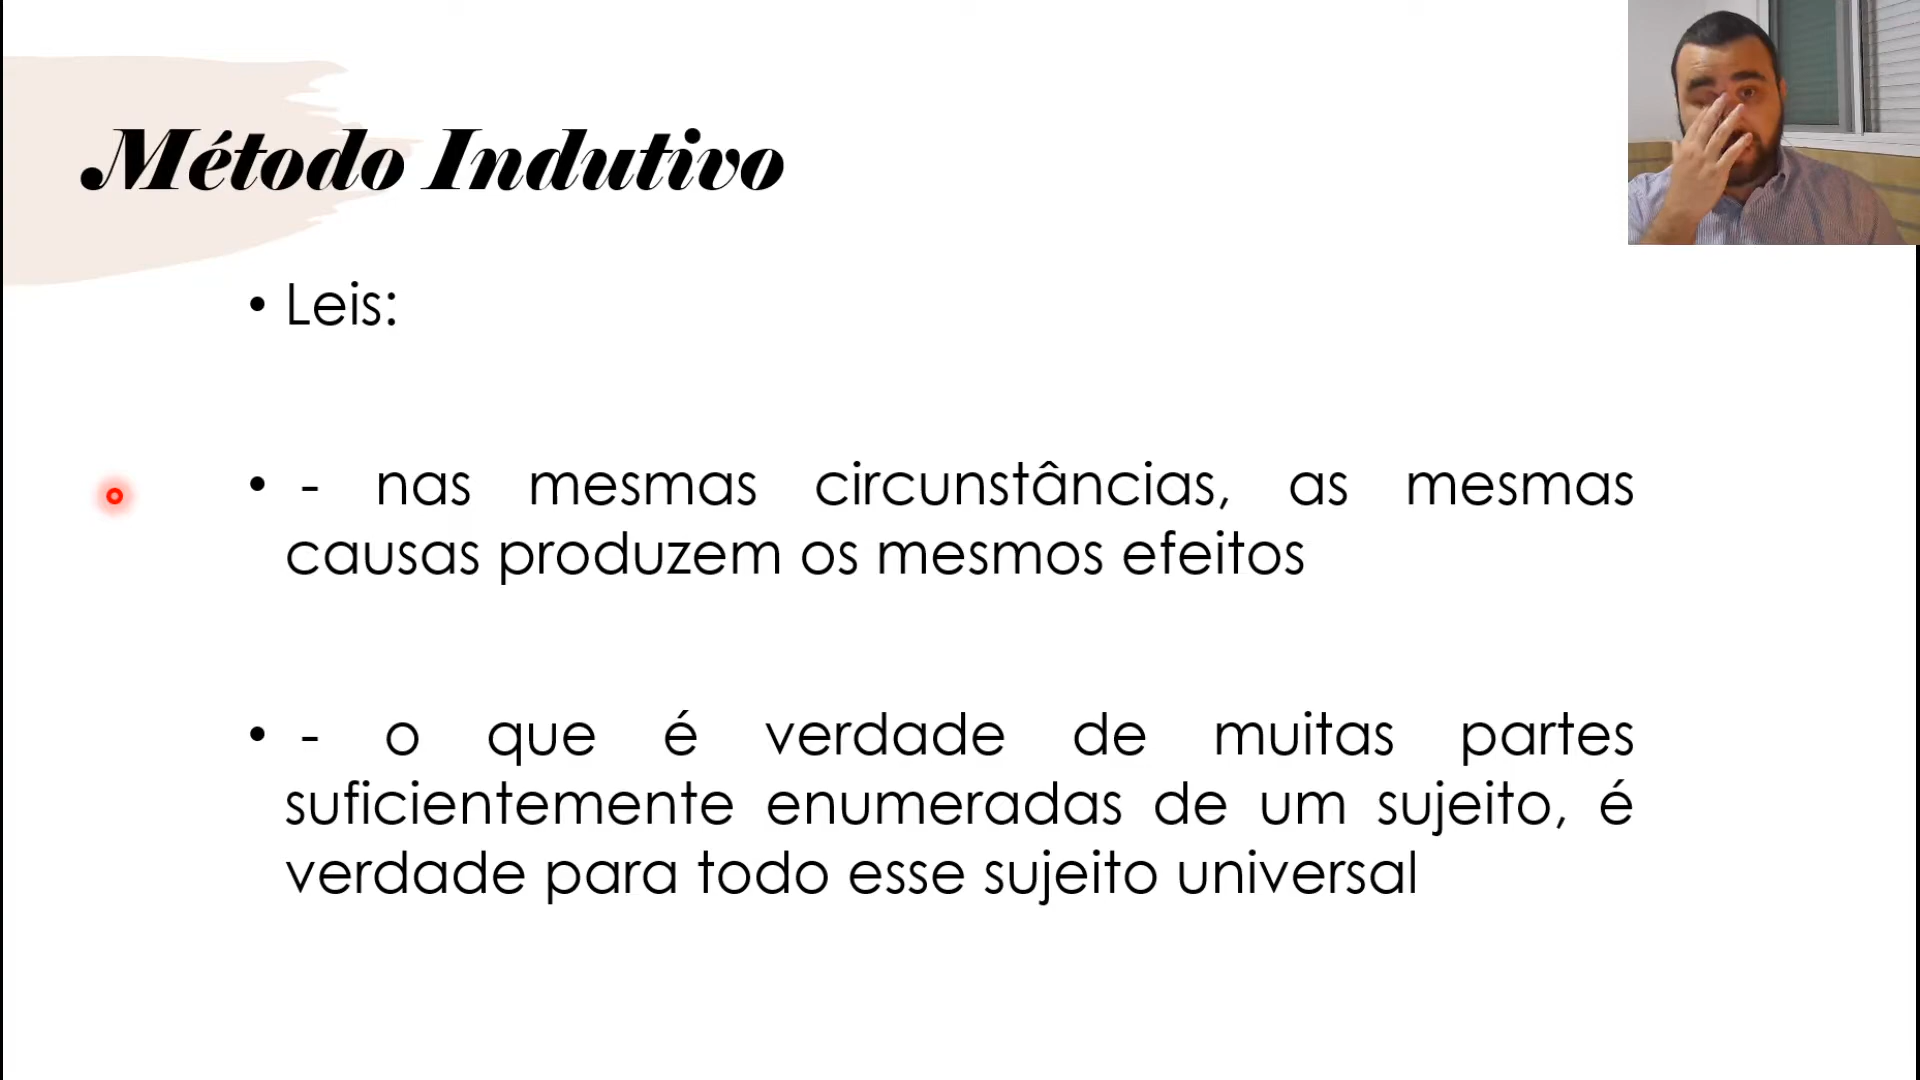 Método Indutivo
• Leis:
• - nas mesmas circunstâncias, as mesmas
causas produzem os mesmos efeitos
• - o que é verdade de muitas partes
suficientemente enumeradas de um sujeito, é
verdade para todo esse sujeito universal